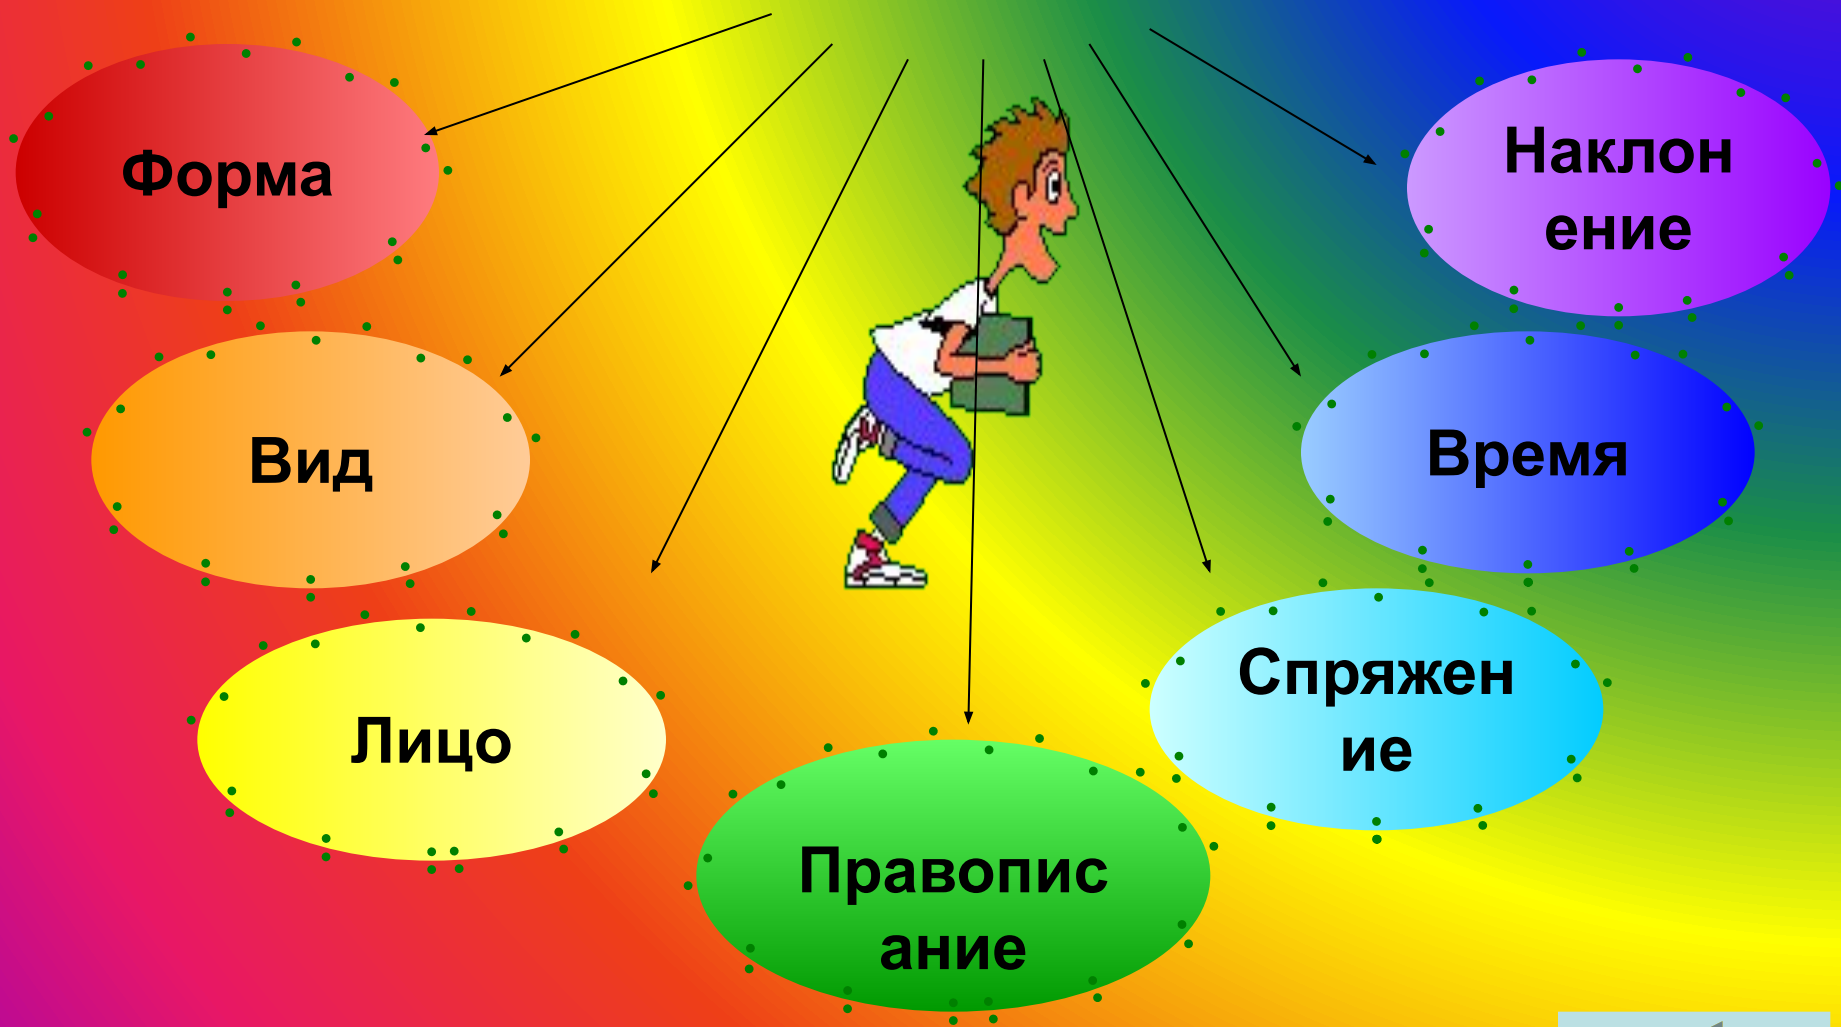 Форма
Наклон
ение
Вид
Время
Лицо
Спряжен
ие
Правопис
ание